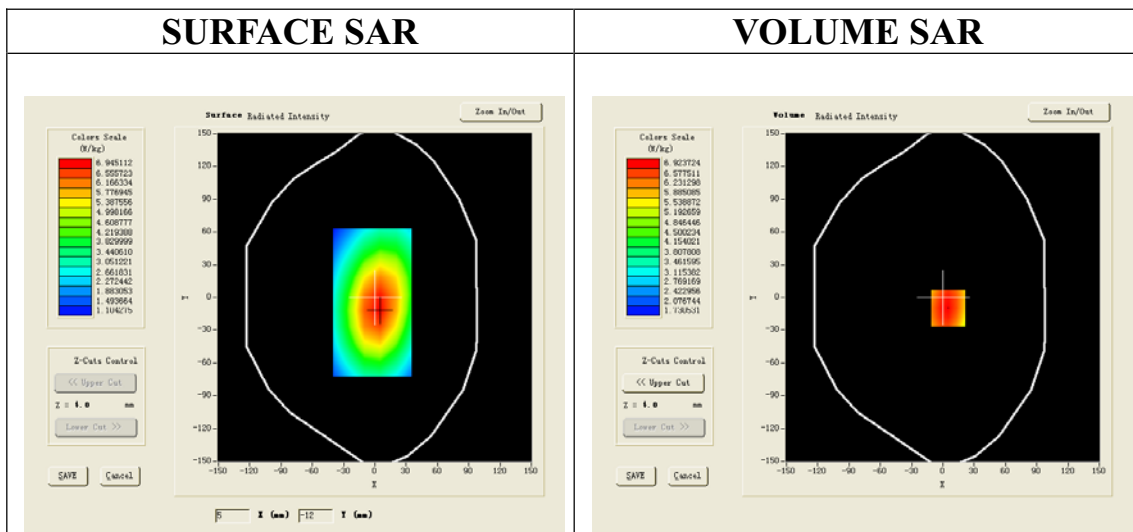 SURFACE SAR
VOLUME SAR
Surface Radiated Intensity
Zoom In/Out
Colors Scale
(W/kg)
6.945112
6.555723
6.166334
5.776945
5.387556
4.998166
4.608777
4.219388
3.829999
3.440610
3.051221
2.661831
2.272442
1.883053
1.493664
1.104275
150
120
90
60
30
0
-30
-60
-90
-120
-150
Y
-150 -120 -90 -60 -30 0 30 60 90 120 150
X
Z-Cuts Control
<< Upper Cut
Z = 4.0 mm
Lower Cut >>
SAVE Cancel
5 X (mm) -12 Y (mm)
Volume Radiated Intensity
Zoom In/Out
Colors Scale
(W/kg)
6.923724
6.577511
6.231298
5.885085
5.538872
5.192659
4.846446
4.500234
4.154021
3.807808
3.461595
3.115382
2.769169
2.422956
2.076744
1.730531
150
120
90
60
30
0
-30
-60
-90
-120
-150
Y
-150 -120 -90 -60 -30 0 30 60 90 120 150
X
Z-Cuts Control
<< Upper Cut
Z = 4.0 mm
Lower Cut >>
SAVE Cancel